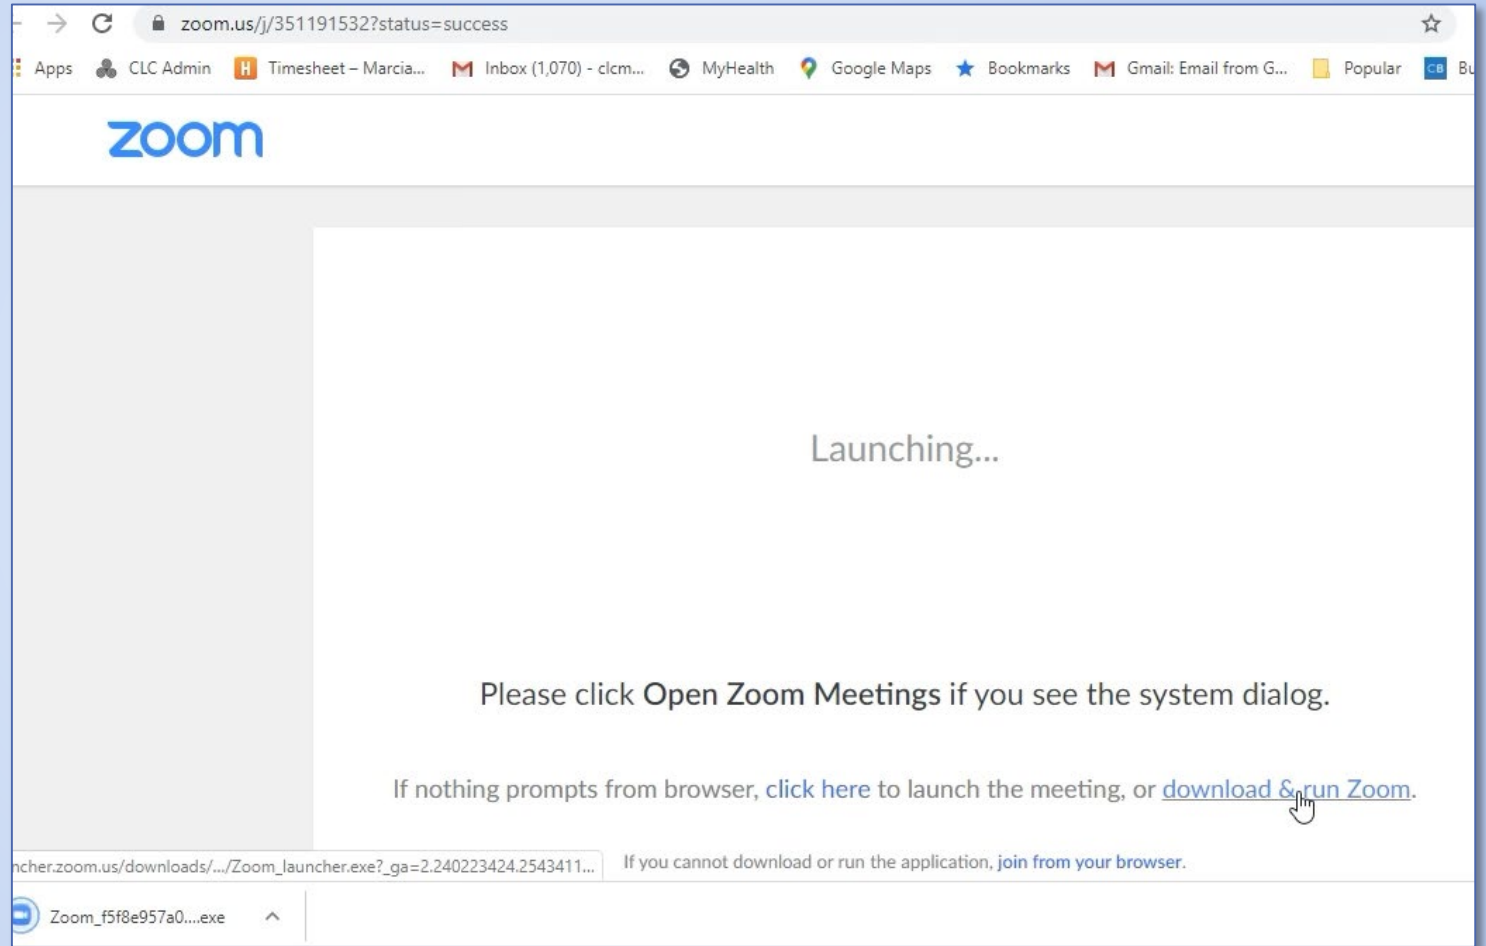 zoom.us/j/351191532?status=success
Apps CLC Admin H Timesheet – Marcia... Inbox (1,070) - clcm... MyHealth Google Maps Bookmarks Gmail: Email from G... Popular CB Bu
zoom
Launching...
Please click Open Zoom Meetings if you see the system dialog.
If nothing prompts from browser, click here to launch the meeting, or download & run Zoom.
ncher.zoom.us/downloads/.../Zoom_launcher.exe?_ga=2.240223424.2543411...
If you cannot download or run the application, join from your browser.
Zoom_f5f8e957a0....exe